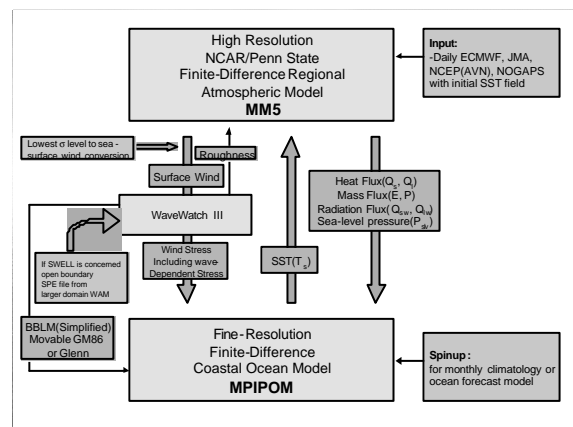 High Resolution
NCAR/Penn State
Finite-Difference Regional
Atmospheric Model
MM5
Input:
-Daily ECMWF, JMA,
NCEP(AVN), NOGAPS
with initial SST field
Lowest σ level to sea-
surface wind conversion
Roughness
Surface Wind
Heat Flux(Qs, Ql)
Mass Flux(E, P)
Radiation Flux(Qsw, Qlw)
Sea-level pressure(Pslv)
WaveWatch III
Wind Stress
Including wave-
Dependent Stress
SST(Ts)
If SWELL is concerned
open boundary
SPE file from
larger domain WAM
BBLM(Simplified)
Movable GM86
or Glenn
Fine-Resolution
Finite-Difference
Coastal Ocean Model
MPIPOM
Spinup:
for monthly climatology or
ocean forecast model